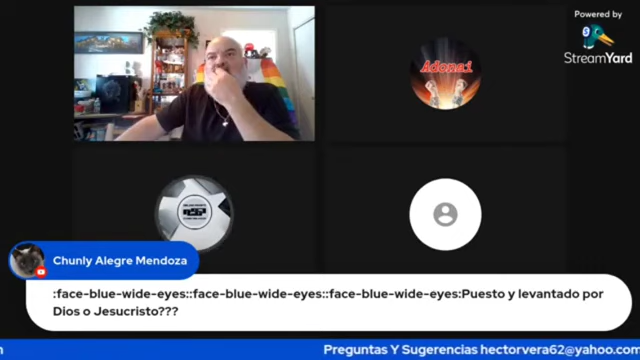 Powered by
StreamYard
Adonai
Chunly Alegre Mendoza
:face-blue-wide-eyes::face-blue-wide-eyes::face-blue-wide-eyes:Puesto y levantado por
Dios o Jesucristo???
Preguntas Y Sugerencias hectorvera62@yahoo.com